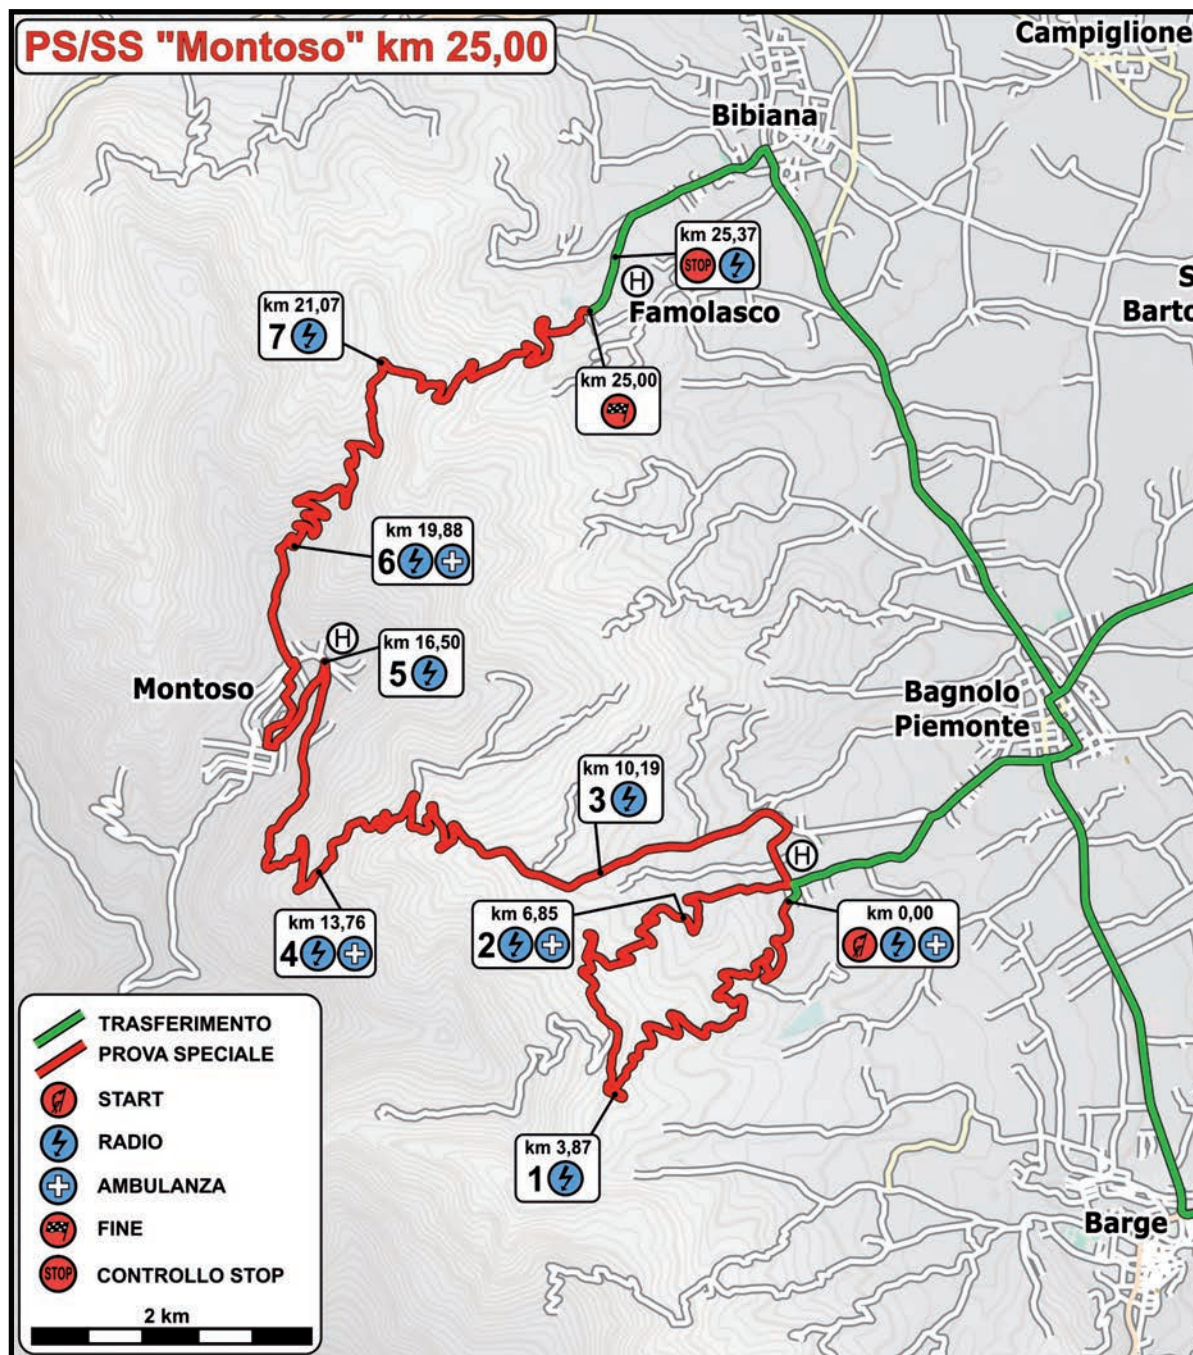 PS/SS "Montoso" km 25,00
Campiglione
Bibiana
km 25,37
STOP
H
Famolasco
S
Barto
km 21,07
7
km 25,00
km 19,88
6
H
km 16,50
5
Montoso
Bagnolo
Piemonte
km 10,19
3
H
km 6,85
2
km 0,00
km 13,76
4
km 3,87
1
Barge
TRASFERIMENTO
PROVA SPECIALE
START
RADIO
AMBULANZA
FINE
STOP CONTROLLO STOP
2 km